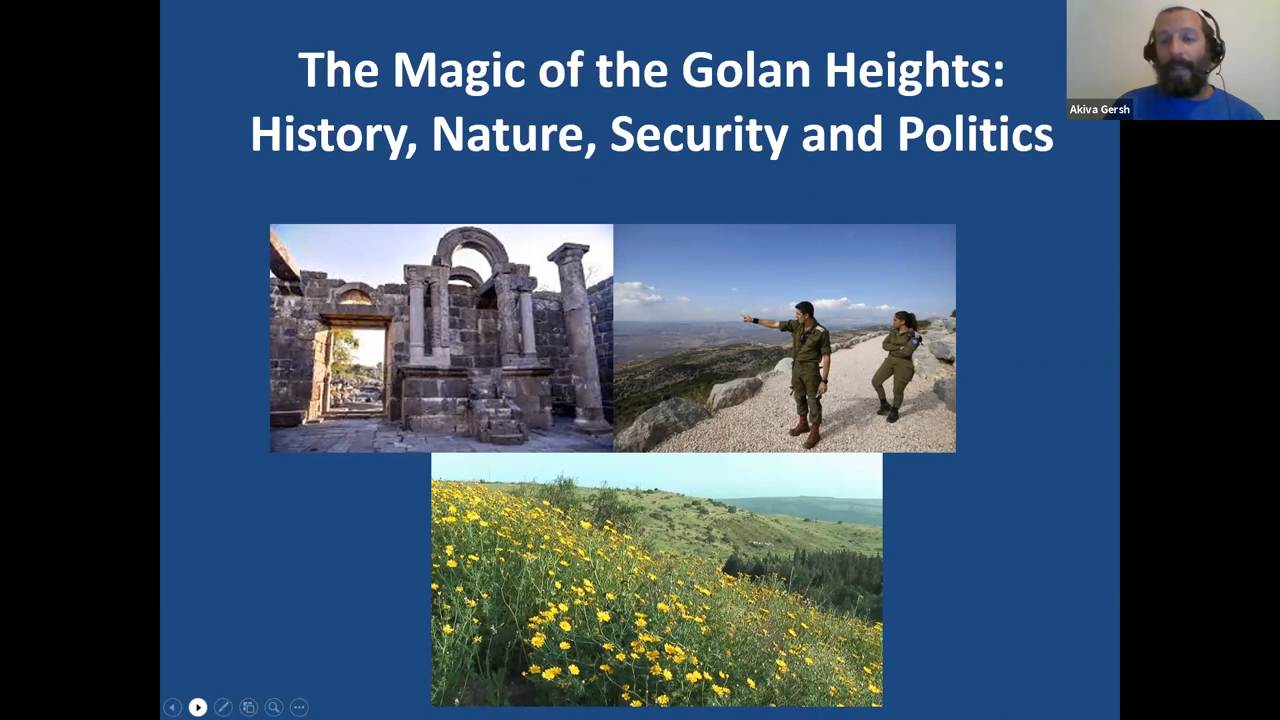 The Magic of the Golan Heights:
History, Nature, Security and Politics
Akiva Gersh